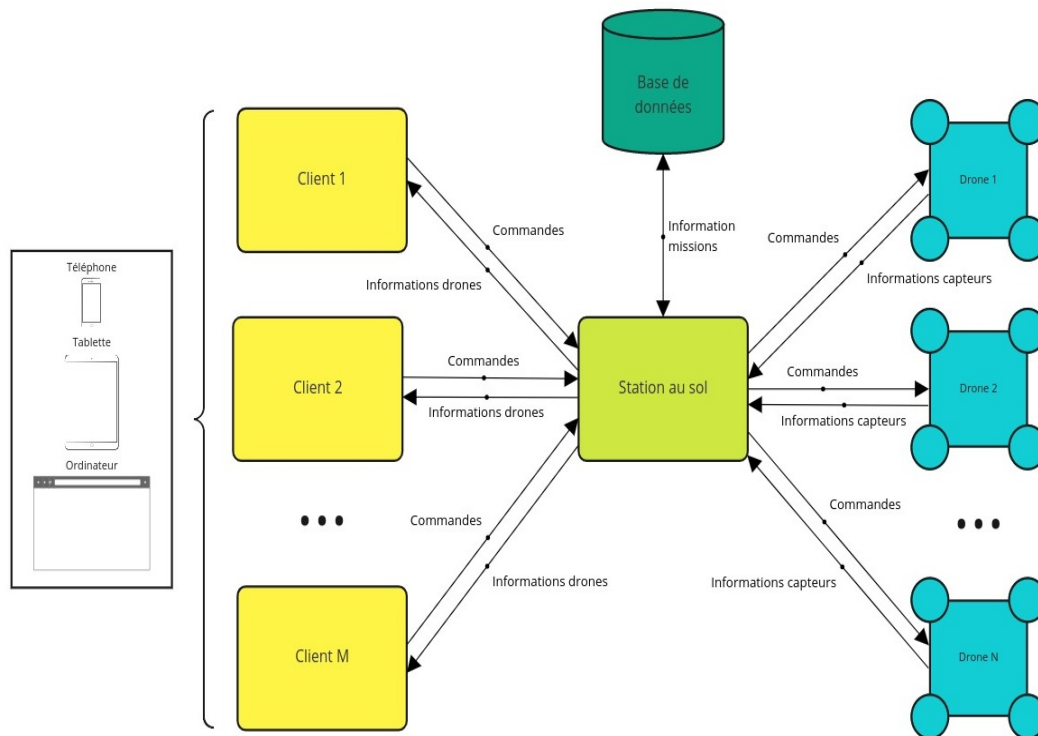 Base de
données
Client 1
Drone 1
Commandes
Information
missions
Commandes
Informations drones
Informations capteurs
Téléphone
Tablette
Ordinateur
Client 2
Commandes
Informations drones
Station au sol
Commandes
Informations capteurs
Drone 2
Commandes
Informations drones
Commandes
Informations capteurs
Client M
Drone N